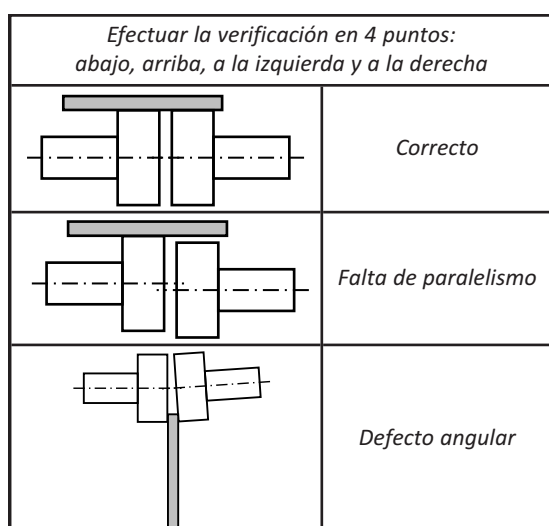 Efectuar la verificación en 4 puntos:
abajo, arriba, a la izquierda y a la derecha
Correcto
Falta de paralelismo
Defecto angular